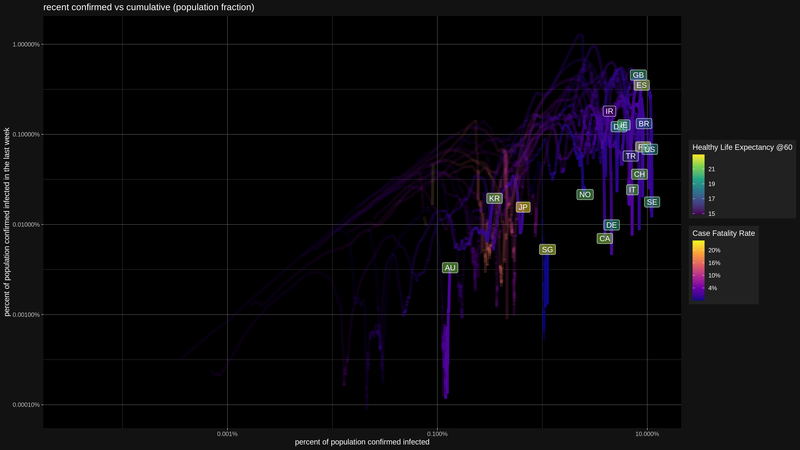 recent confirmed vs cumulative (population fraction)
percent of population confirmed infected in the last week
1.00000%
0.10000%
0.01000%
0.00100%
0.00010%
GB
ES
IR
BR
TR
US
CH
IT
NO
SE
KR
JP
DE
CA
SG
AU
0.001%
0.100%
10.000%
percent of population confirmed infected
Healthy Life Expectancy @60
21
19
17
15
Case Fatality Rate
20%
16%
10%
4%